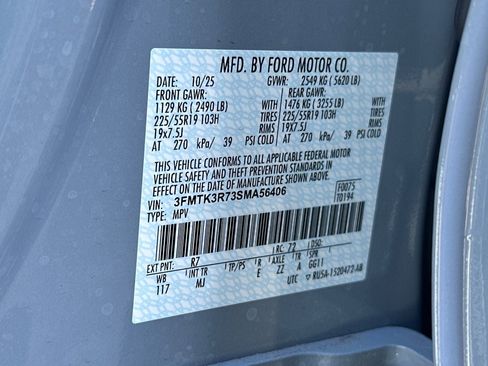 MFD. BY FORD MOTOR CO.
DATE: 10/25 GVWR: 2549 KG (5620 LB)
FRONT GAWR: REAR GAWR:
1129 KG (2490 LB) 1476 KG (3255 LB)
225/55R19 103H TIRES 225/55R19 103H TIRES
19x7.5J RIMS 19X7.5J RIMS
AT 270 kPa/ 39 PSI COLD AT 270 kPa/ 39 PSI COLD
THIS VEHICLE CONFORMS TO ALL APPLICABLE FEDERAL MOTOR
VEHICLE SAFETY AND THEFT PREVENTION STANDARDS IN
EFFECT ON THE DATE OF MANUFACTURE SHOWN ABOVE.
VIN: 3FMTK3R73SMA56406 F0075
TYPE: MPV T0194
EXT PNT: R7 RC: 72 DSO:
WB INT TR TP/PS R AXLE TR SPR
117 MJ E ZZ A GG11
UTC RU5A-1520472-AB